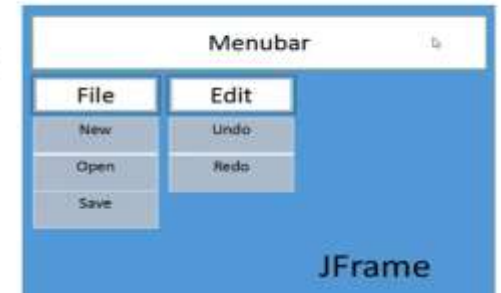 Menubar
File Edit
New Undo
Open Redo
Save
JFrame